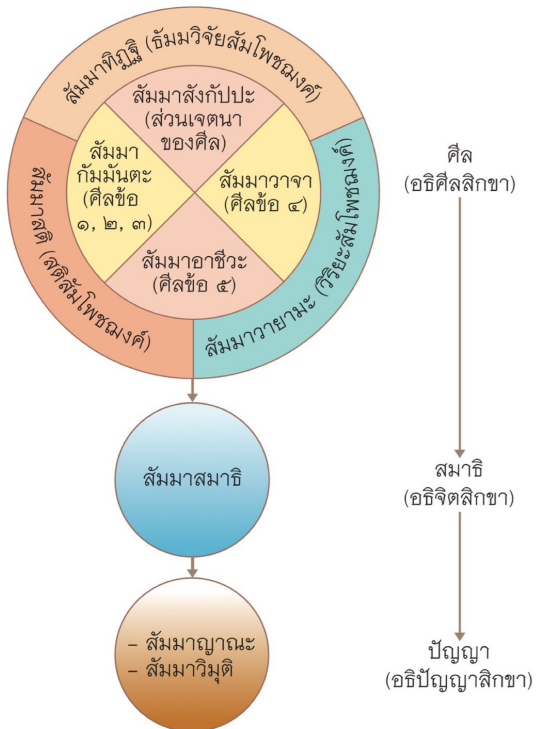 สัมมาทิฏฐิ (ธัมมวิจัยสัมโพชฌงค์)
สัมมาสังกัปปะ
(ส่วนเจตนา
ของศีล)
สัมมา
กัมมันตะ
(ศีลข้อ
๑, ๒, ๓)
สัมมาวาจา
(ศีลข้อ ๔)
สัมมาอาชีวะ
(ศีลข้อ ๕)
สัมมาสติ (สติสัมโพชฌงค์)
สัมมาวายามะ (วิริยะสัมโพชฌงค์)
ศีล
(อธิศีลสิกขา)
สัมมาสมาธิ
สมาธิ
(อธิจิตสิกขา)
– สัมมาญาณะ
– สัมมาวิมุติ
ปัญญา
(อธิปัญญาสิกขา)